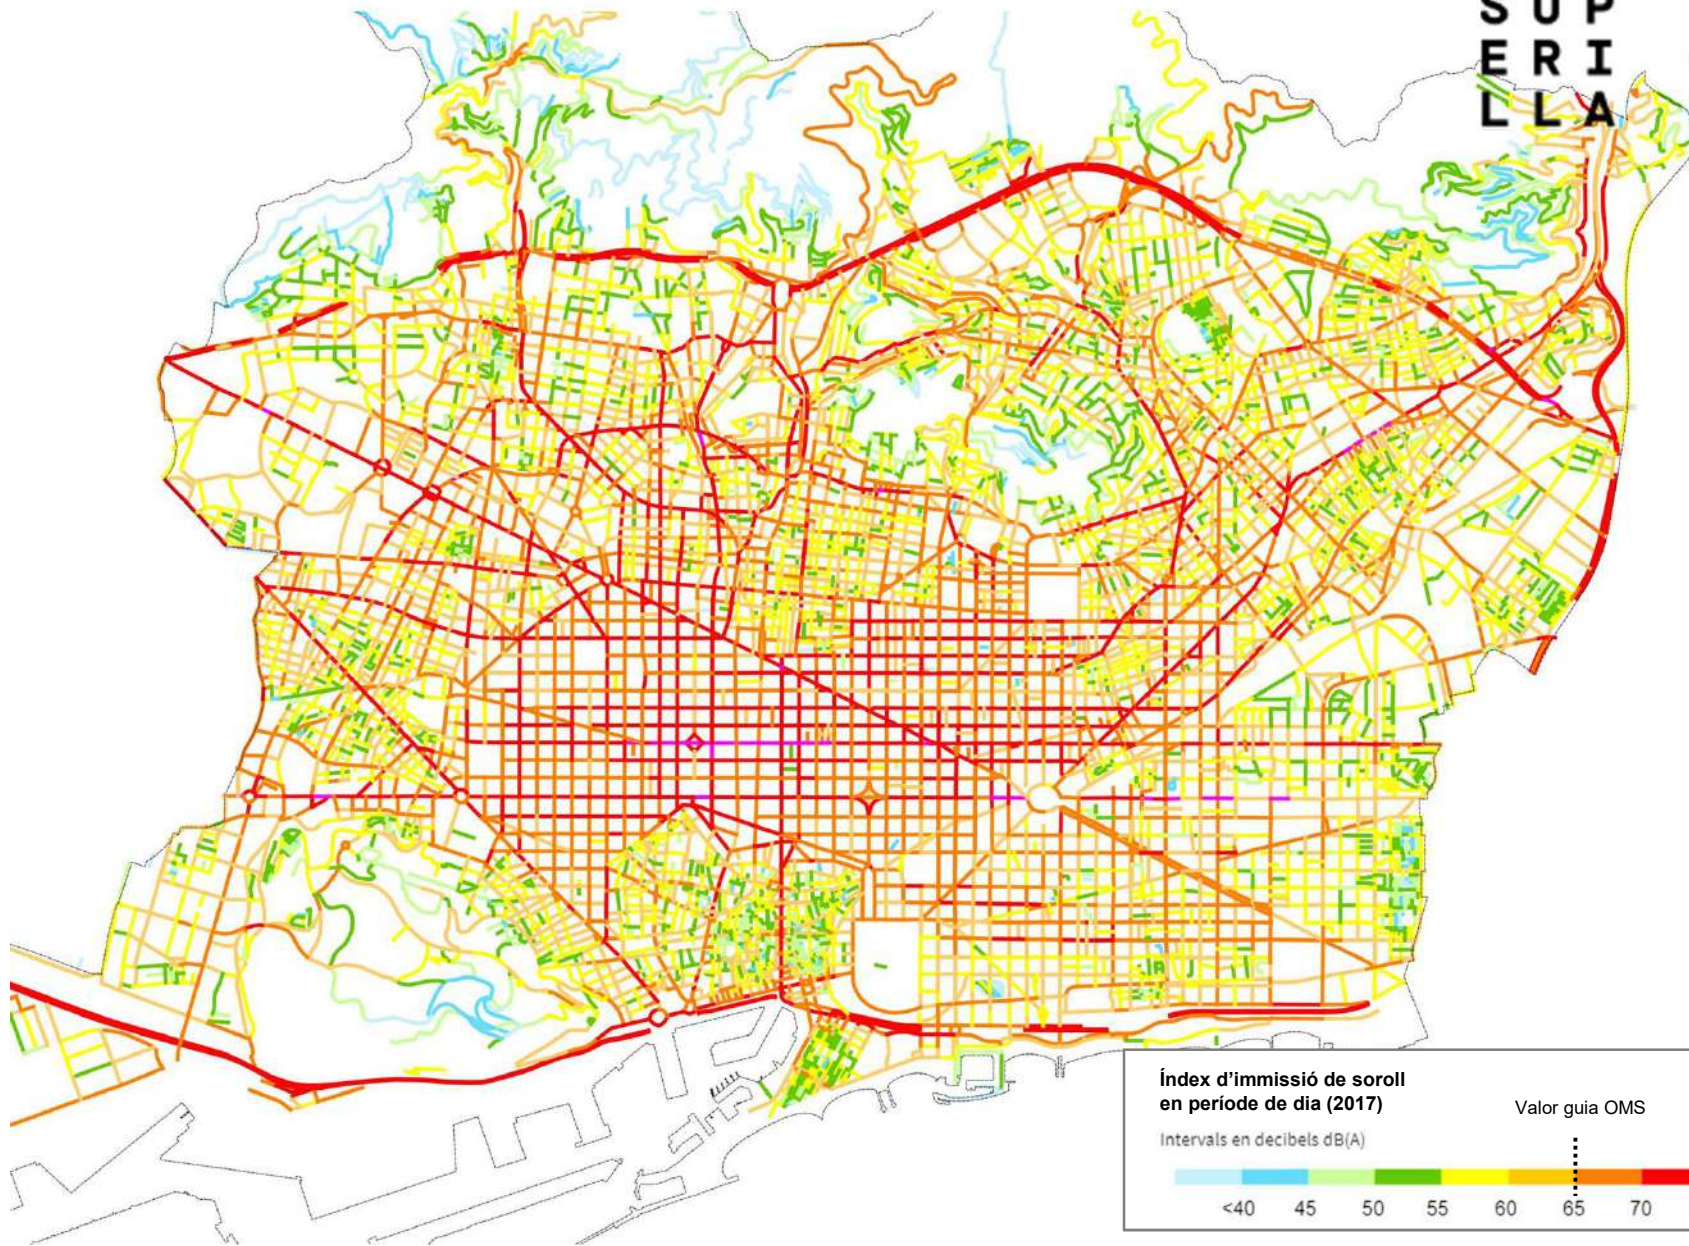 S U P
E R I
L L A
Índex d’immissió de soroll
en període de dia (2017)
Valor guia OMS
Intervals en decibels dB(A)
<40 45 50 55 60 65 70